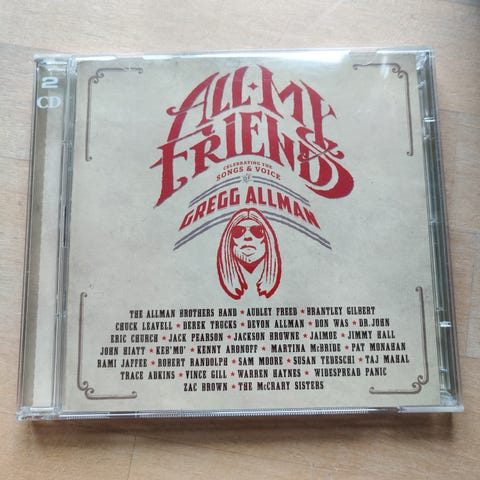 2
CD
ALL·MY
FRIENDS
CELEBRATING THE
SONGS & VOICE
OF
GREGG ALLMAN
THE ALLMAN BROTHERS BAND ★ AUDLEY FREED ★ BRANTLEY GILBERT
CHUCK LEAVELL ★ DEREK TRUCKS ★ DEVON ALLMAN ★ DON WAS ★ DR.JOHN
ERIC CHURCH ★ JACK PEARSON ★ JACKSON BROWNE ★ JAIMOE ★ JIMMY HALL
JOHN HIATT ★ KEB'MO' ★ KENNY ARONOFF ★ MARTINA McBRIDE ★ PAT MONAHAN
RAMI JAFFEE ★ ROBERT RANDOLPH ★ SAM MOORE ★ SUSAN TEDESCHI ★ TAJ MAHAL
TRACE ADKINS ★ VINCE GILL ★ WARREN HAYNES ★ WIDESPREAD PANIC
ZAC BROWN ★ THE McCRARY SISTERS